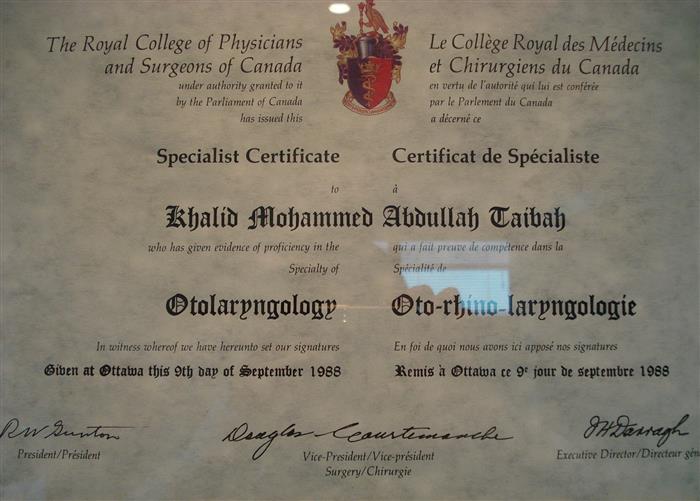 The Royal College of Physicians
and Surgeons of Canada
under authority granted to it
by the Parliament of Canada
has issued this
Le Collège Royal des Médecins
et Chirurgiens du Canada
en vertu de l'autorité qui lui est conférée
par le Parlement du Canada
a décerné ce
Specialist Certificate
Certificat de Spécialiste
to
à
Khalid Mohammed Abdullah Taibah
who has given evidence of proficiency in the
Specialty of
qui a fait preuve de compétence dans la
Spécialité de
Otolaryngology
Oto-rhino-laryngologie
In witness whereof we have hereunto set our signatures
En foi de quoi nous avons ici apposé nos signatures
Given at Ottawa this 9th day of September 1988
Remis à Ottawa ce 9e jour de septembre 1988
Douglas Courtemanche
President/Président
Vice-President/Vice-président
Surgery/Chirurgie
Executive Director/Directeur gén